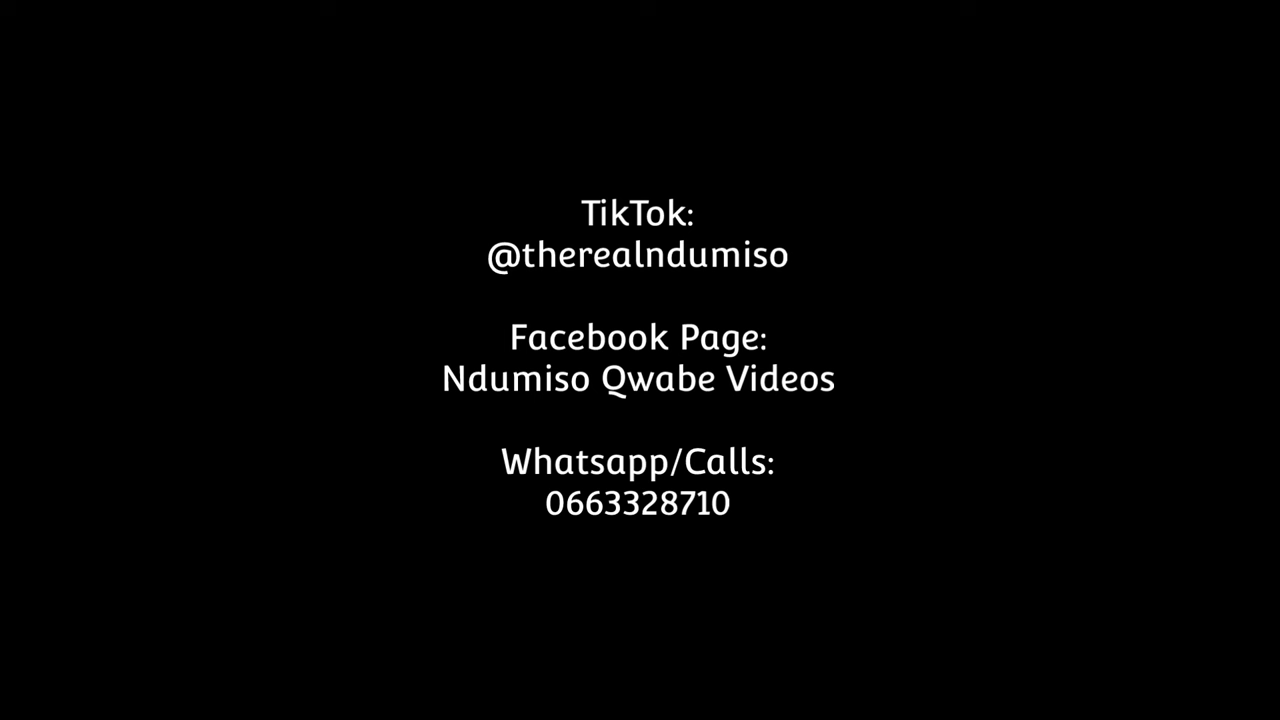 TikTok:
@therealndumiso
Facebook Page:
Ndumiso Qwabe Videos
Whatsapp/Calls:
0663328710